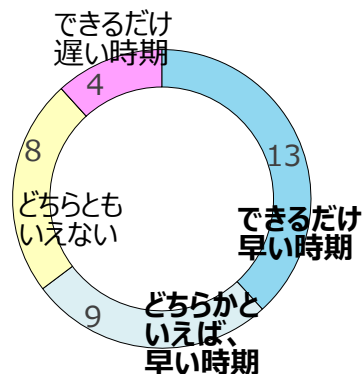 できるだけ
遅い時期
4
13
8
どちらとも
いえない
できるだけ
早い時期
9
どちらかと
いえば、
早い時期